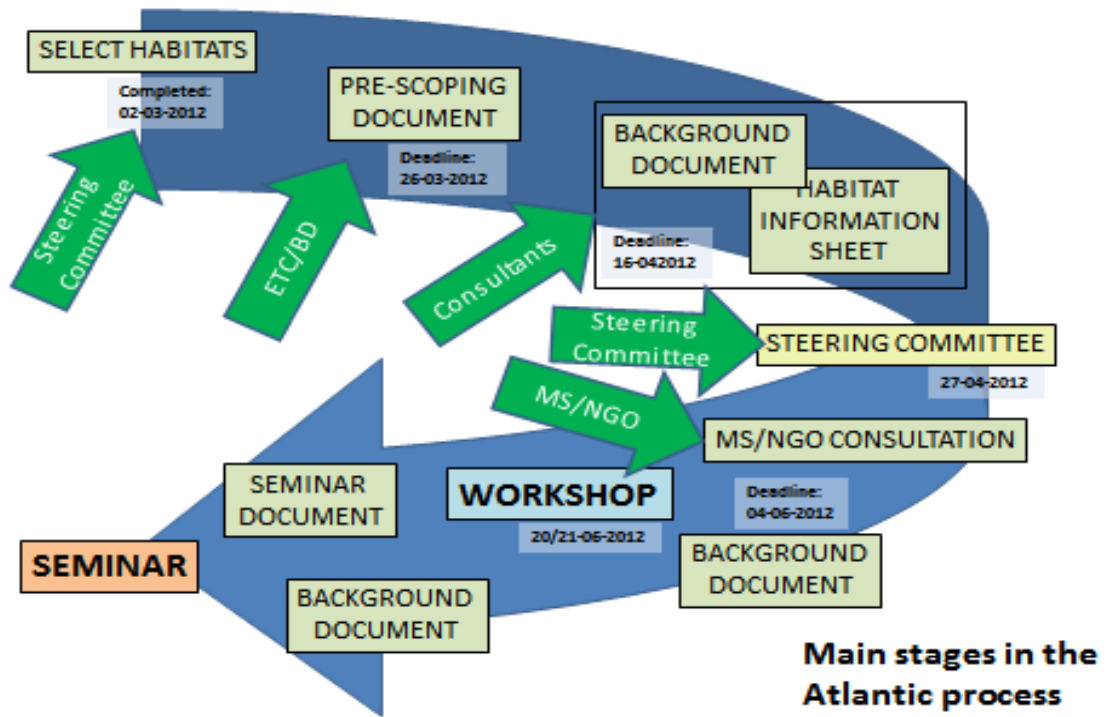 SELECT HABITATS
Completed:
02-03-2012
PRE-SCOPING
DOCUMENT
Deadline:
26-03-2012
BACKGROUND
DOCUMENT
HABITAT
INFORMATION
SHEET
Deadline:
16-042012
Steering
Committee
ETC/BD
Consultants
Steering
Committee
STEERING COMMITTEE
27-04-2012
MS/NGO
MS/NGO CONSULTATION
Deadline:
04-06-2012
BACKGROUND
DOCUMENT
WORKSHOP
20/21-06-2012
SEMINAR
DOCUMENT
BACKGROUND
DOCUMENT
SEMINAR
Main stages in the
Atlantic process